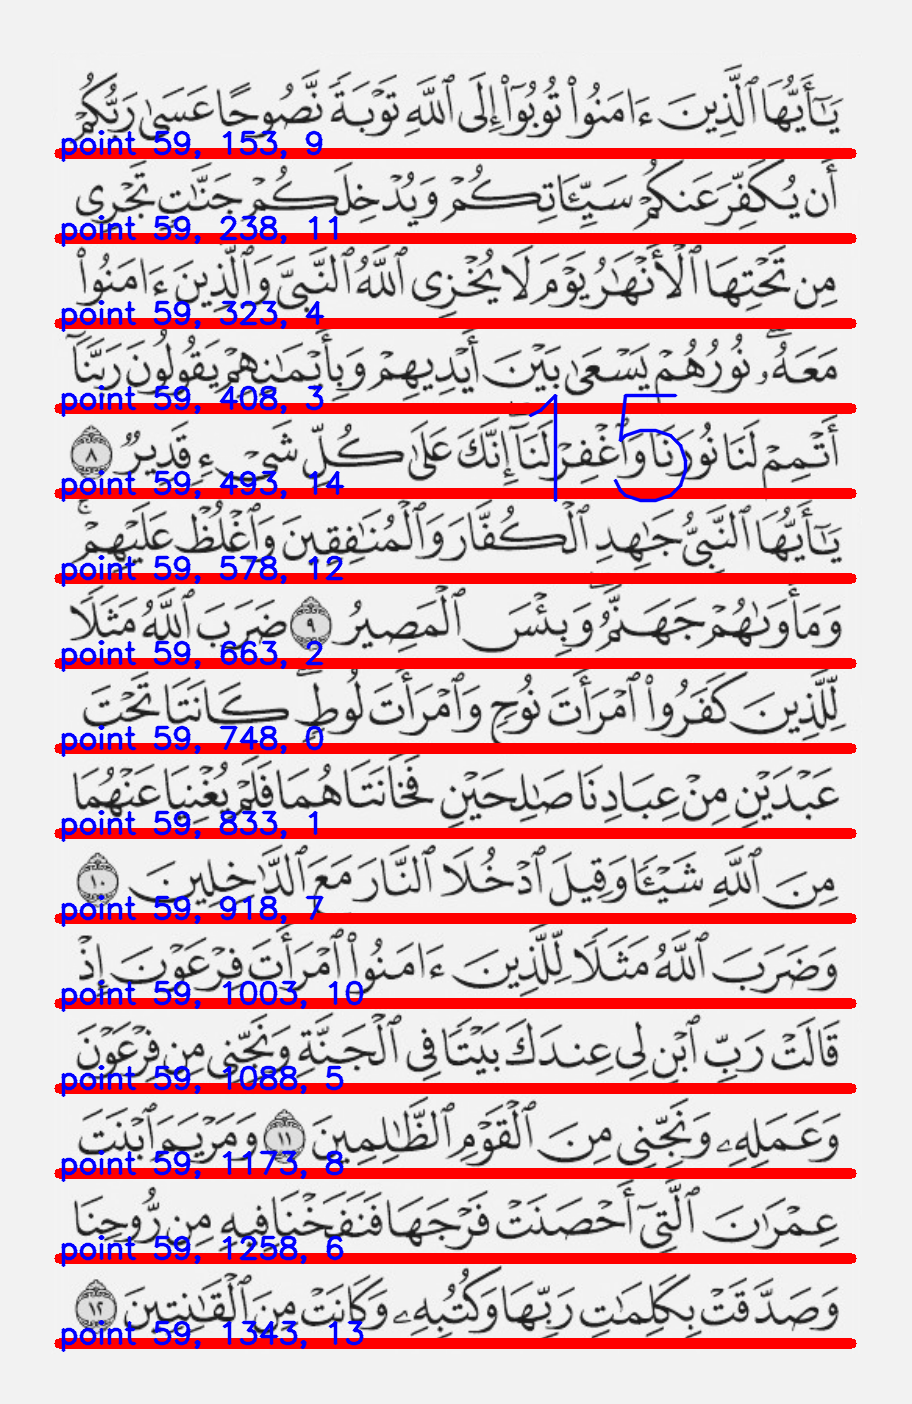 يَـٰٓأَيُّهَا ٱلَّذِينَ ءَامَنُوا۟ تُوبُوٓا۟ إِلَى ٱللَّهِ تَوْبَةً نَّصُوحًا عَسَىٰ رَبُّكُمْ
point 59, 153, 9
أَن يُكَفِّرَ عَنكُمْ سَيِّـَٔاتِكُمْ وَيُدْخِلَكُمْ جَنَّـٰتٍ تَجْرِى
point 59, 238, 11
مِن تَحْتِهَا ٱلْأَنْهَـٰرُ يَوْمَ لَا يُخْزِى ٱللَّهُ ٱلنَّبِىَّ وَٱلَّذِينَ ءَامَنُوا۟
point 59, 323, 4
مَعَهُۥ ۖ نُورُهُمْ يَسْعَىٰ بَيْنَ أَيْدِيهِمْ وَبِأَيْمَـٰنِهِمْ يَقُولُونَ رَبَّنَآ
point 59, 408, 3
15
أَتْمِمْ لَنَا نُورَنَا وَٱغْفِرْ لَنَآ ۖ إِنَّكَ عَلَىٰ كُلِّ شَىْءٍ قَدِيرٌ ٨
point 59, 493, 14
يَـٰٓأَيُّهَا ٱلنَّبِىُّ جَـٰهِدِ ٱلْكُفَّارَ وَٱلْمُنَـٰفِقِينَ وَٱغْلُظْ عَلَيْهِمْ ۚ
point 59, 578, 12
وَمَأْوَىٰهُمْ جَهَنَّمُ ۖ وَبِئْسَ ٱلْمَصِيرُ ٩ ضَرَبَ ٱللَّهُ مَثَلًا
point 59, 663, 2
لِّلَّذِينَ كَفَرُوا۟ ٱمْرَأَتَ نُوحٍ وَٱمْرَأَتَ لُوطٍ ۖ كَانَتَا تَحْتَ
point 59, 748, 0
عَبْدَيْنِ مِنْ عِبَادِنَا صَـٰلِحَيْنِ فَخَانَتَاهُمَا فَلَمْ يُغْنِيَا عَنْهُمَا
point 59, 833, 1
مِنَ ٱللَّهِ شَيْـًٔا وَقِيلَ ٱدْخُلَا ٱلنَّارَ مَعَ ٱلدَّٰخِلِينَ ١٠
point 59, 918, 7
وَضَرَبَ ٱللَّهُ مَثَلًا لِّلَّذِينَ ءَامَنُوا۟ ٱمْرَأَتَ فِرْعَوْنَ إِذْ
point 59, 1003, 10
قَالَتْ رَبِّ ٱبْنِ لِى عِندَكَ بَيْتًا فِى ٱلْجَنَّةِ وَنَجِّنِى مِن فِرْعَوْنَ
point 59, 1088, 5
وَعَمَلِهِۦ وَنَجِّنِى مِنَ ٱلْقَوْمِ ٱلظَّـٰلِمِينَ ١١ وَمَرْيَمَ ٱبْنَتَ
point 59, 1173, 8
عِمْرَٰنَ ٱلَّتِىٓ أَحْصَنَتْ فَرْجَهَا فَنَفَخْنَا فِيهِ مِن رُّوحِنَا
point 59, 1258, 6
وَصَدَّقَتْ بِكَلِمَـٰتِ رَبِّهَا وَكُتُبِهِۦ وَكَانَتْ مِنَ ٱلْقَـٰنِتِينَ ١٢
point 59, 1343, 13